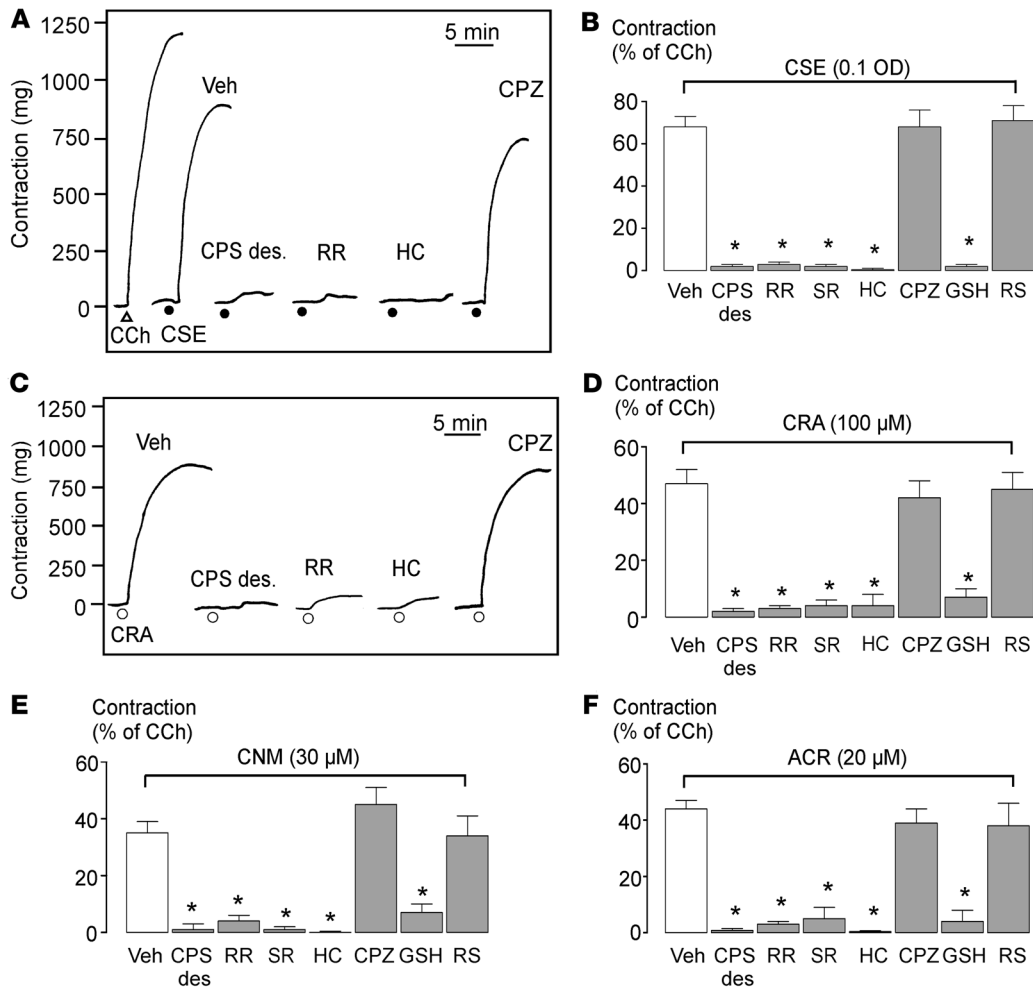 A
Contraction (mg)
1250
1000
750
500
250
0
5 min
Veh
CPZ
CPS des.
RR
HC
CCh
CSE
B
Contraction
(% of CCh)
CSE (0.1 OD)
80
60
40
20
0
* * * * *
Veh CPS RR SR HC CPZ GSH RS
des
C
Contraction (mg)
1250
1000
750
500
250
0
5 min
Veh
CPZ
CPS des.
RR
HC
CRA
D
Contraction
(% of CCh)
CRA (100 µM)
60
40
20
0
* * * * *
Veh CPS RR SR HC CPZ GSH RS
des
E
Contraction
(% of CCh)
CNM (30 µM)
60
40
20
0
* * * * *
Veh CPS RR SR HC CPZ GSH RS
des
F
Contraction
(% of CCh)
ACR (20 µM)
60
40
20
0
* * * * *
Veh CPS RR SR HC CPZ GSH RS
des